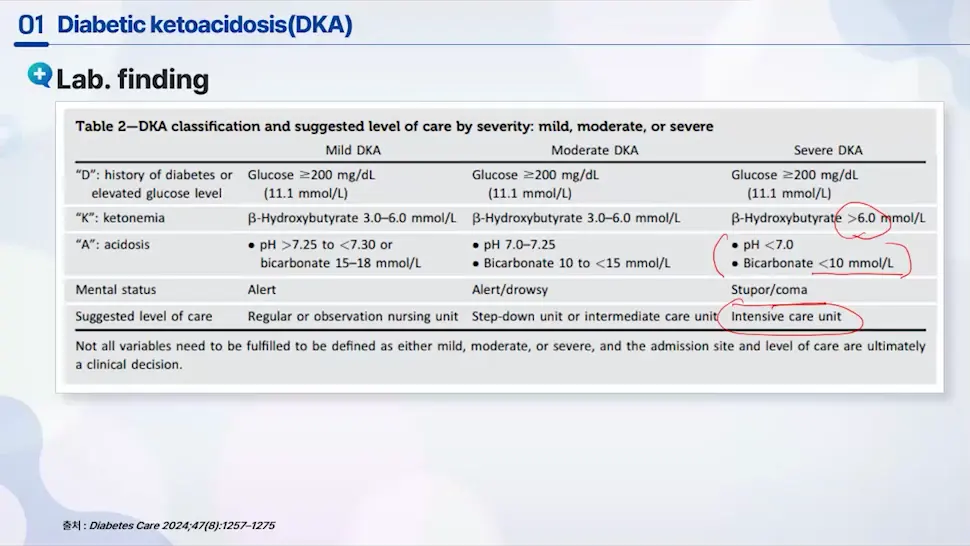 01 Diabetic ketoacidosis(DKA)
Lab. finding
Table 2—DKA classification and suggested level of care by severity: mild, moderate, or severe
Mild DKA Moderate DKA Severe DKA
"D": history of diabetes or Glucose ≥200 mg/dL Glucose ≥200 mg/dL Glucose ≥200 mg/dL
elevated glucose level (11.1 mmol/L) (11.1 mmol/L) (11.1 mmol/L)
"K": ketonemia β-Hydroxybutyrate 3.0–6.0 mmol/L β-Hydroxybutyrate 3.0–6.0 mmol/L β-Hydroxybutyrate >6.0 mmol/L
"A": acidosis • pH >7.25 to <7.30 or • pH 7.0–7.25 • pH <7.0
bicarbonate 15–18 mmol/L • Bicarbonate 10 to <15 mmol/L • Bicarbonate <10 mmol/L
Mental status Alert Alert/drowsy Stupor/coma
Suggested level of care Regular or observation nursing unit Step-down unit or intermediate care unit Intensive care unit
Not all variables need to be fulfilled to be defined as either mild, moderate, or severe, and the admission site and level of care are ultimately
a clinical decision.
출처 : Diabetes Care 2024;47(8):1257–1275